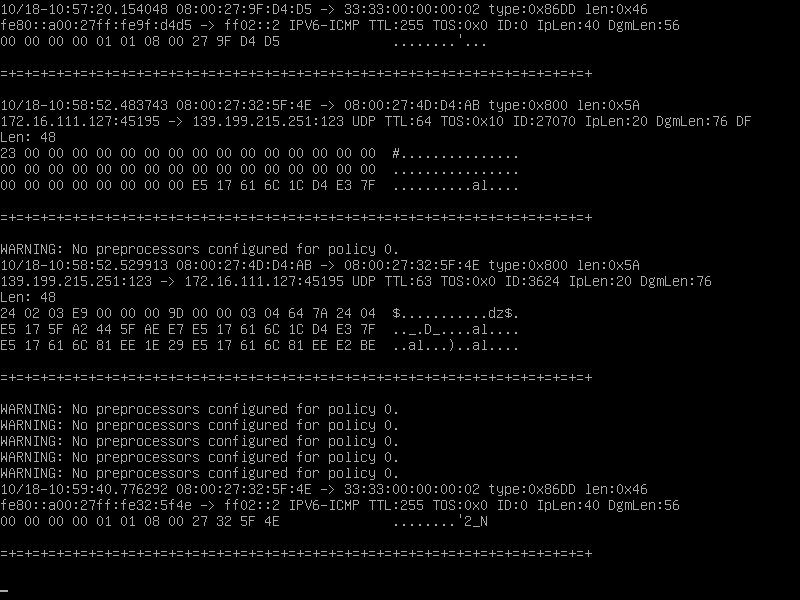 10/18-10:57:20.154048 08:00:27:9F:D4:D5 -> 33:33:00:00:00:02 type:0x86DD len:0x46
fe80::a00:27ff:fe9f:d4d5 -> ff02::2 IPV6-ICMP TTL:255 TOS:0x0 ID:0 IpLen:40 DgmLen:56
00 00 00 00 01 01 08 00 27 9F D4 D5              ........'...
=+=+=+=+=+=+=+=+=+=+=+=+=+=+=+=+=+=+=+=+=+=+=+=+=+=+=+=+=+=+=+=+=+=+=+=+=+
10/18-10:58:52.483743 08:00:27:32:5F:4E -> 08:00:27:4D:D4:AB type:0x800 len:0x5A
172.16.111.127:45195 -> 139.199.215.251:123 UDP TTL:64 TOS:0x10 ID:27070 IpLen:20 DgmLen:76 DF
Len: 48
23 00 00 00 00 00 00 00 00 00 00 00 00 00 00 00  #...............
00 00 00 00 00 00 00 00 00 00 00 00 00 00 00 00  ................
00 00 00 00 00 00 00 00 E5 17 61 6C 1C D4 E3 7F  ..........al....
=+=+=+=+=+=+=+=+=+=+=+=+=+=+=+=+=+=+=+=+=+=+=+=+=+=+=+=+=+=+=+=+=+=+=+=+=+
WARNING: No preprocessors configured for policy 0.
10/18-10:58:52.529913 08:00:27:4D:D4:AB -> 08:00:27:32:5F:4E type:0x800 len:0x5A
139.199.215.251:123 -> 172.16.111.127:45195 UDP TTL:63 TOS:0x0 ID:3624 IpLen:20 DgmLen:76
Len: 48
24 02 03 E9 00 00 00 9D 00 00 03 04 64 7A 24 04  $...........dz$.
E5 17 5F A2 44 5F AE E7 E5 17 61 6C 1C D4 E3 7F  .._.D_....al....
E5 17 61 6C 81 EE 1E 29 E5 17 61 6C 81 EE E2 BE  ..al...)..al....
=+=+=+=+=+=+=+=+=+=+=+=+=+=+=+=+=+=+=+=+=+=+=+=+=+=+=+=+=+=+=+=+=+=+=+=+=+
WARNING: No preprocessors configured for policy 0.
WARNING: No preprocessors configured for policy 0.
WARNING: No preprocessors configured for policy 0.
WARNING: No preprocessors configured for policy 0.
WARNING: No preprocessors configured for policy 0.
10/18-10:59:40.776292 08:00:27:32:5F:4E -> 33:33:00:00:00:02 type:0x86DD len:0x46
fe80::a00:27ff:fe32:5f4e -> ff02::2 IPV6-ICMP TTL:255 TOS:0x0 ID:0 IpLen:40 DgmLen:56
00 00 00 00 01 01 08 00 27 32 5F 4E              ........'2_N
=+=+=+=+=+=+=+=+=+=+=+=+=+=+=+=+=+=+=+=+=+=+=+=+=+=+=+=+=+=+=+=+=+=+=+=+=+